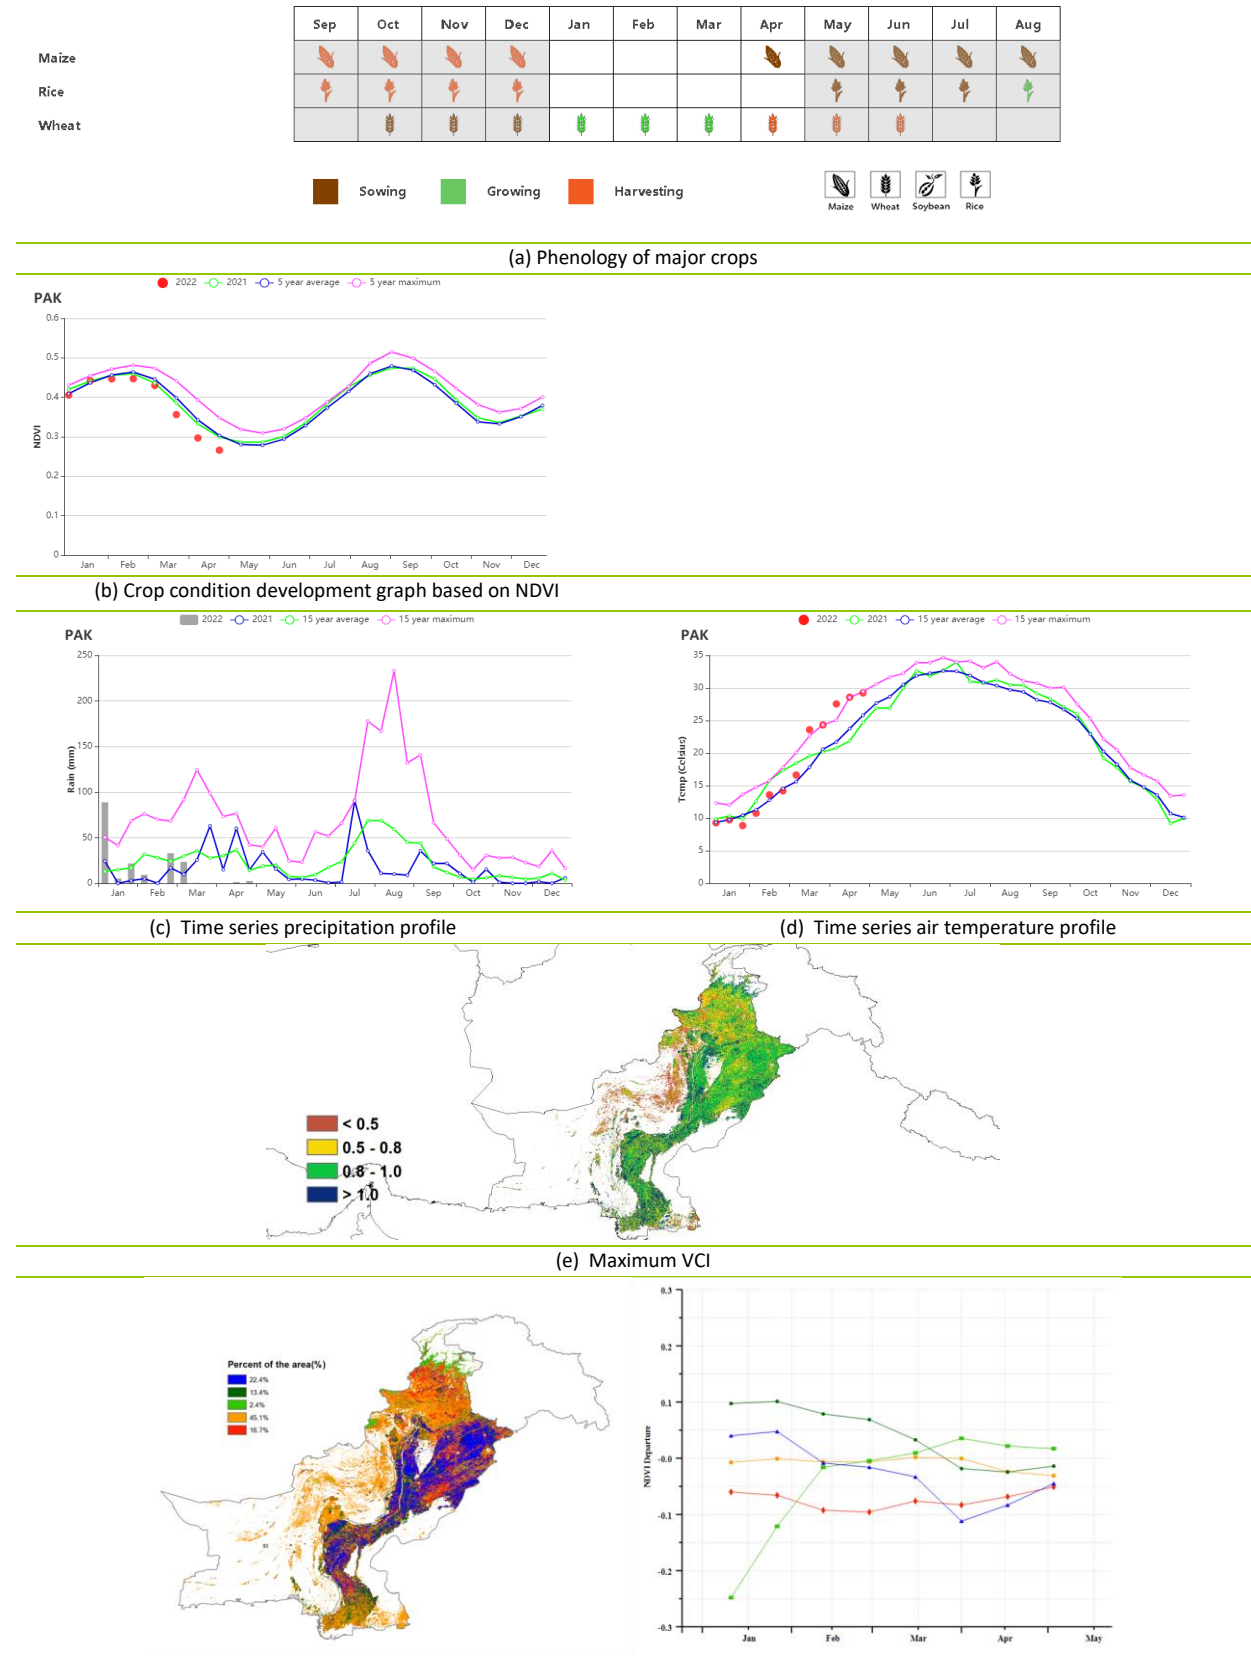 Sep Oct Nov Dec Jan Feb Mar Apr May Jun Jul Aug
Maize
Rice
Wheat
Sowing Growing Harvesting
Maize Wheat Soybean Rice
(a) Phenology of major crops
2022 2021 5 year average 5 year maximum
PAK
0.6
0.5
0.4
0.3
0.2
0.1
0
NDVI
Jan Feb Mar Apr May Jun Jul Aug Sep Oct Nov Dec
(b) Crop condition development graph based on NDVI
2022 2021 15 year average 15 year maximum
PAK
250
200
150
100
50
0
Rain (mm)
Dec Jan Feb Mar Apr May Jun Jul Aug Sep Oct Nov Dec
2022 2021 15 year average 15 year maximum
PAK
35
30
25
20
15
10
5
0
Temp (Celsius)
Jan Feb Mar Apr May Jun Jul Aug Sep Oct Nov Dec
(c) Time series precipitation profile
(d) Time series air temperature profile
< 0.5
0.5 - 0.8
0.8 - 1.0
> 1.0
(e) Maximum VCI
Percent of the area(%)
22.4%
13.4%
2.4%
45.1%
16.7%
0.3
0.2
0.1
-0.0
-0.1
-0.2
-0.3
NDVI Departure
Jan Feb Mar Apr May